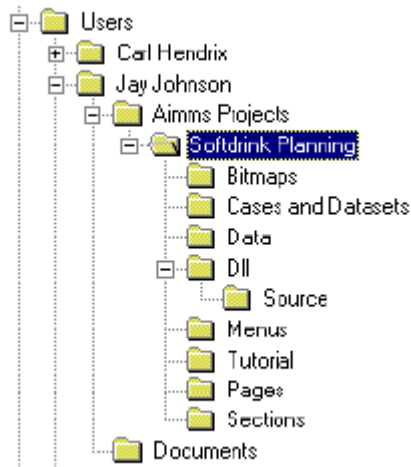 Users
Carl Hendrix
Jay Johnson
Aimms Projects
Softdrink Planning
Bitmaps
Cases and Datasets
Data
Dll
Source
Menus
Tutorial
Pages
Sections
Documents